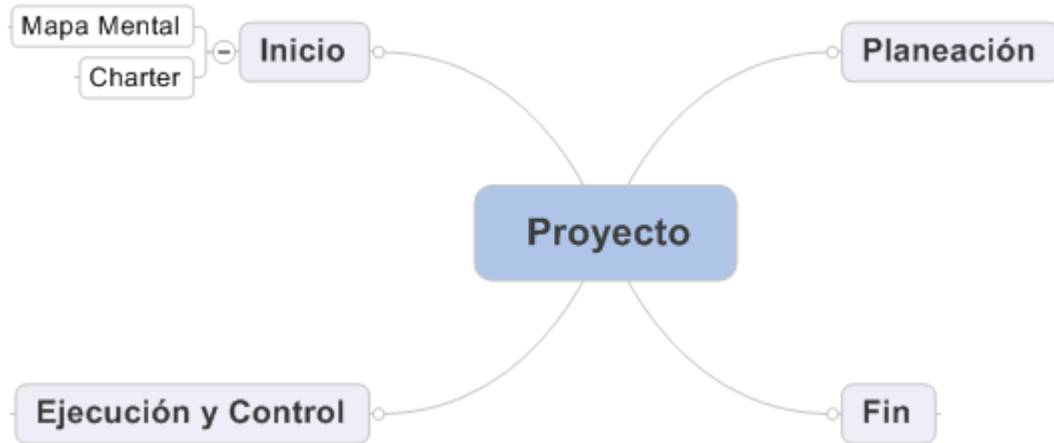 Mapa Mental
Charter
Inicio
Planeación
Proyecto
Ejecución y Control
Fin